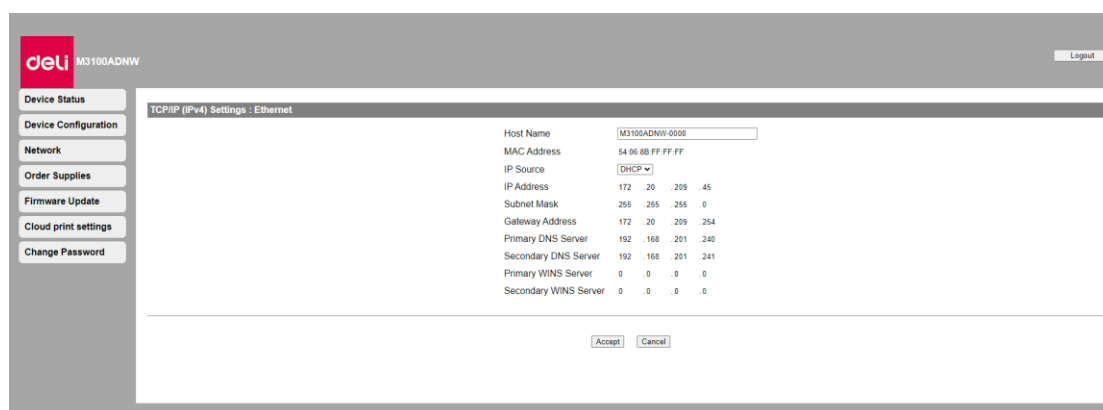 deli M3100ADNW
Logout
Device Status
Device Configuration
Network
Order Supplies
Firmware Update
Cloud print settings
Change Password
TCP/IP (IPv4) Settings : Ethernet
Host Name M3100ADNW-0000
MAC Address 54:06:8B:FF:FF:FF
IP Source DHCP
IP Address 172 .20 .209 .45
Subnet Mask 255 .255 .255 .0
Gateway Address 172 .20 .209 .254
Primary DNS Server 192 .168 .201 .240
Secondary DNS Server 192 .168 .201 .241
Primary WINS Server 0 .0 .0 .0
Secondary WINS Server 0 .0 .0 .0
Accept Cancel